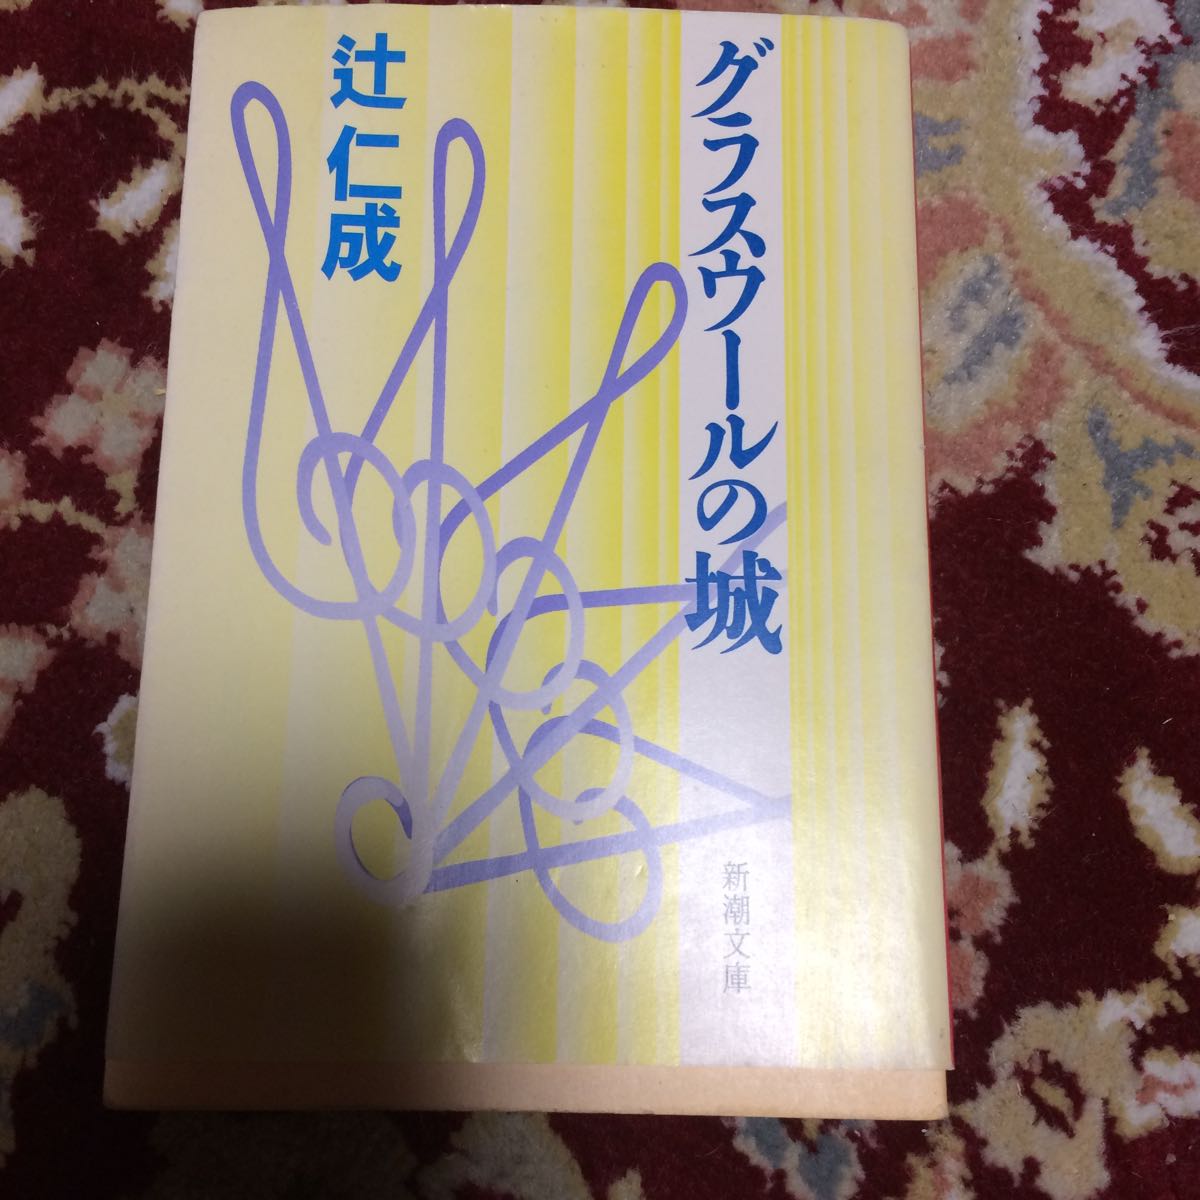 グラスウールの城
辻 仁成
新潮文庫